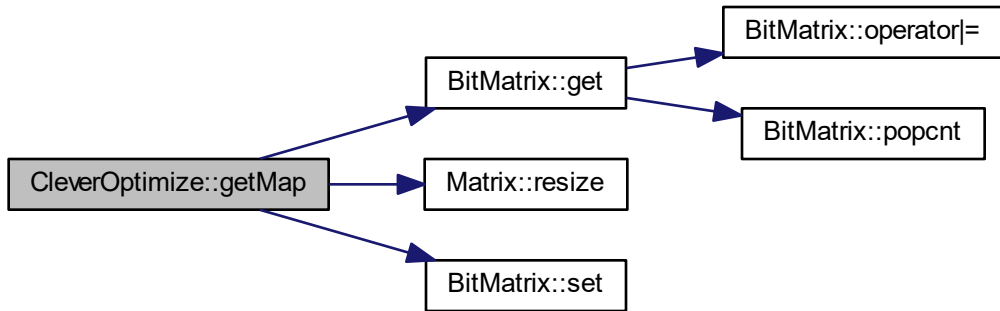 BitMatrix::operator|=
BitMatrix::get
BitMatrix::popcnt
CleverOptimize::getMap
Matrix::resize
BitMatrix::set